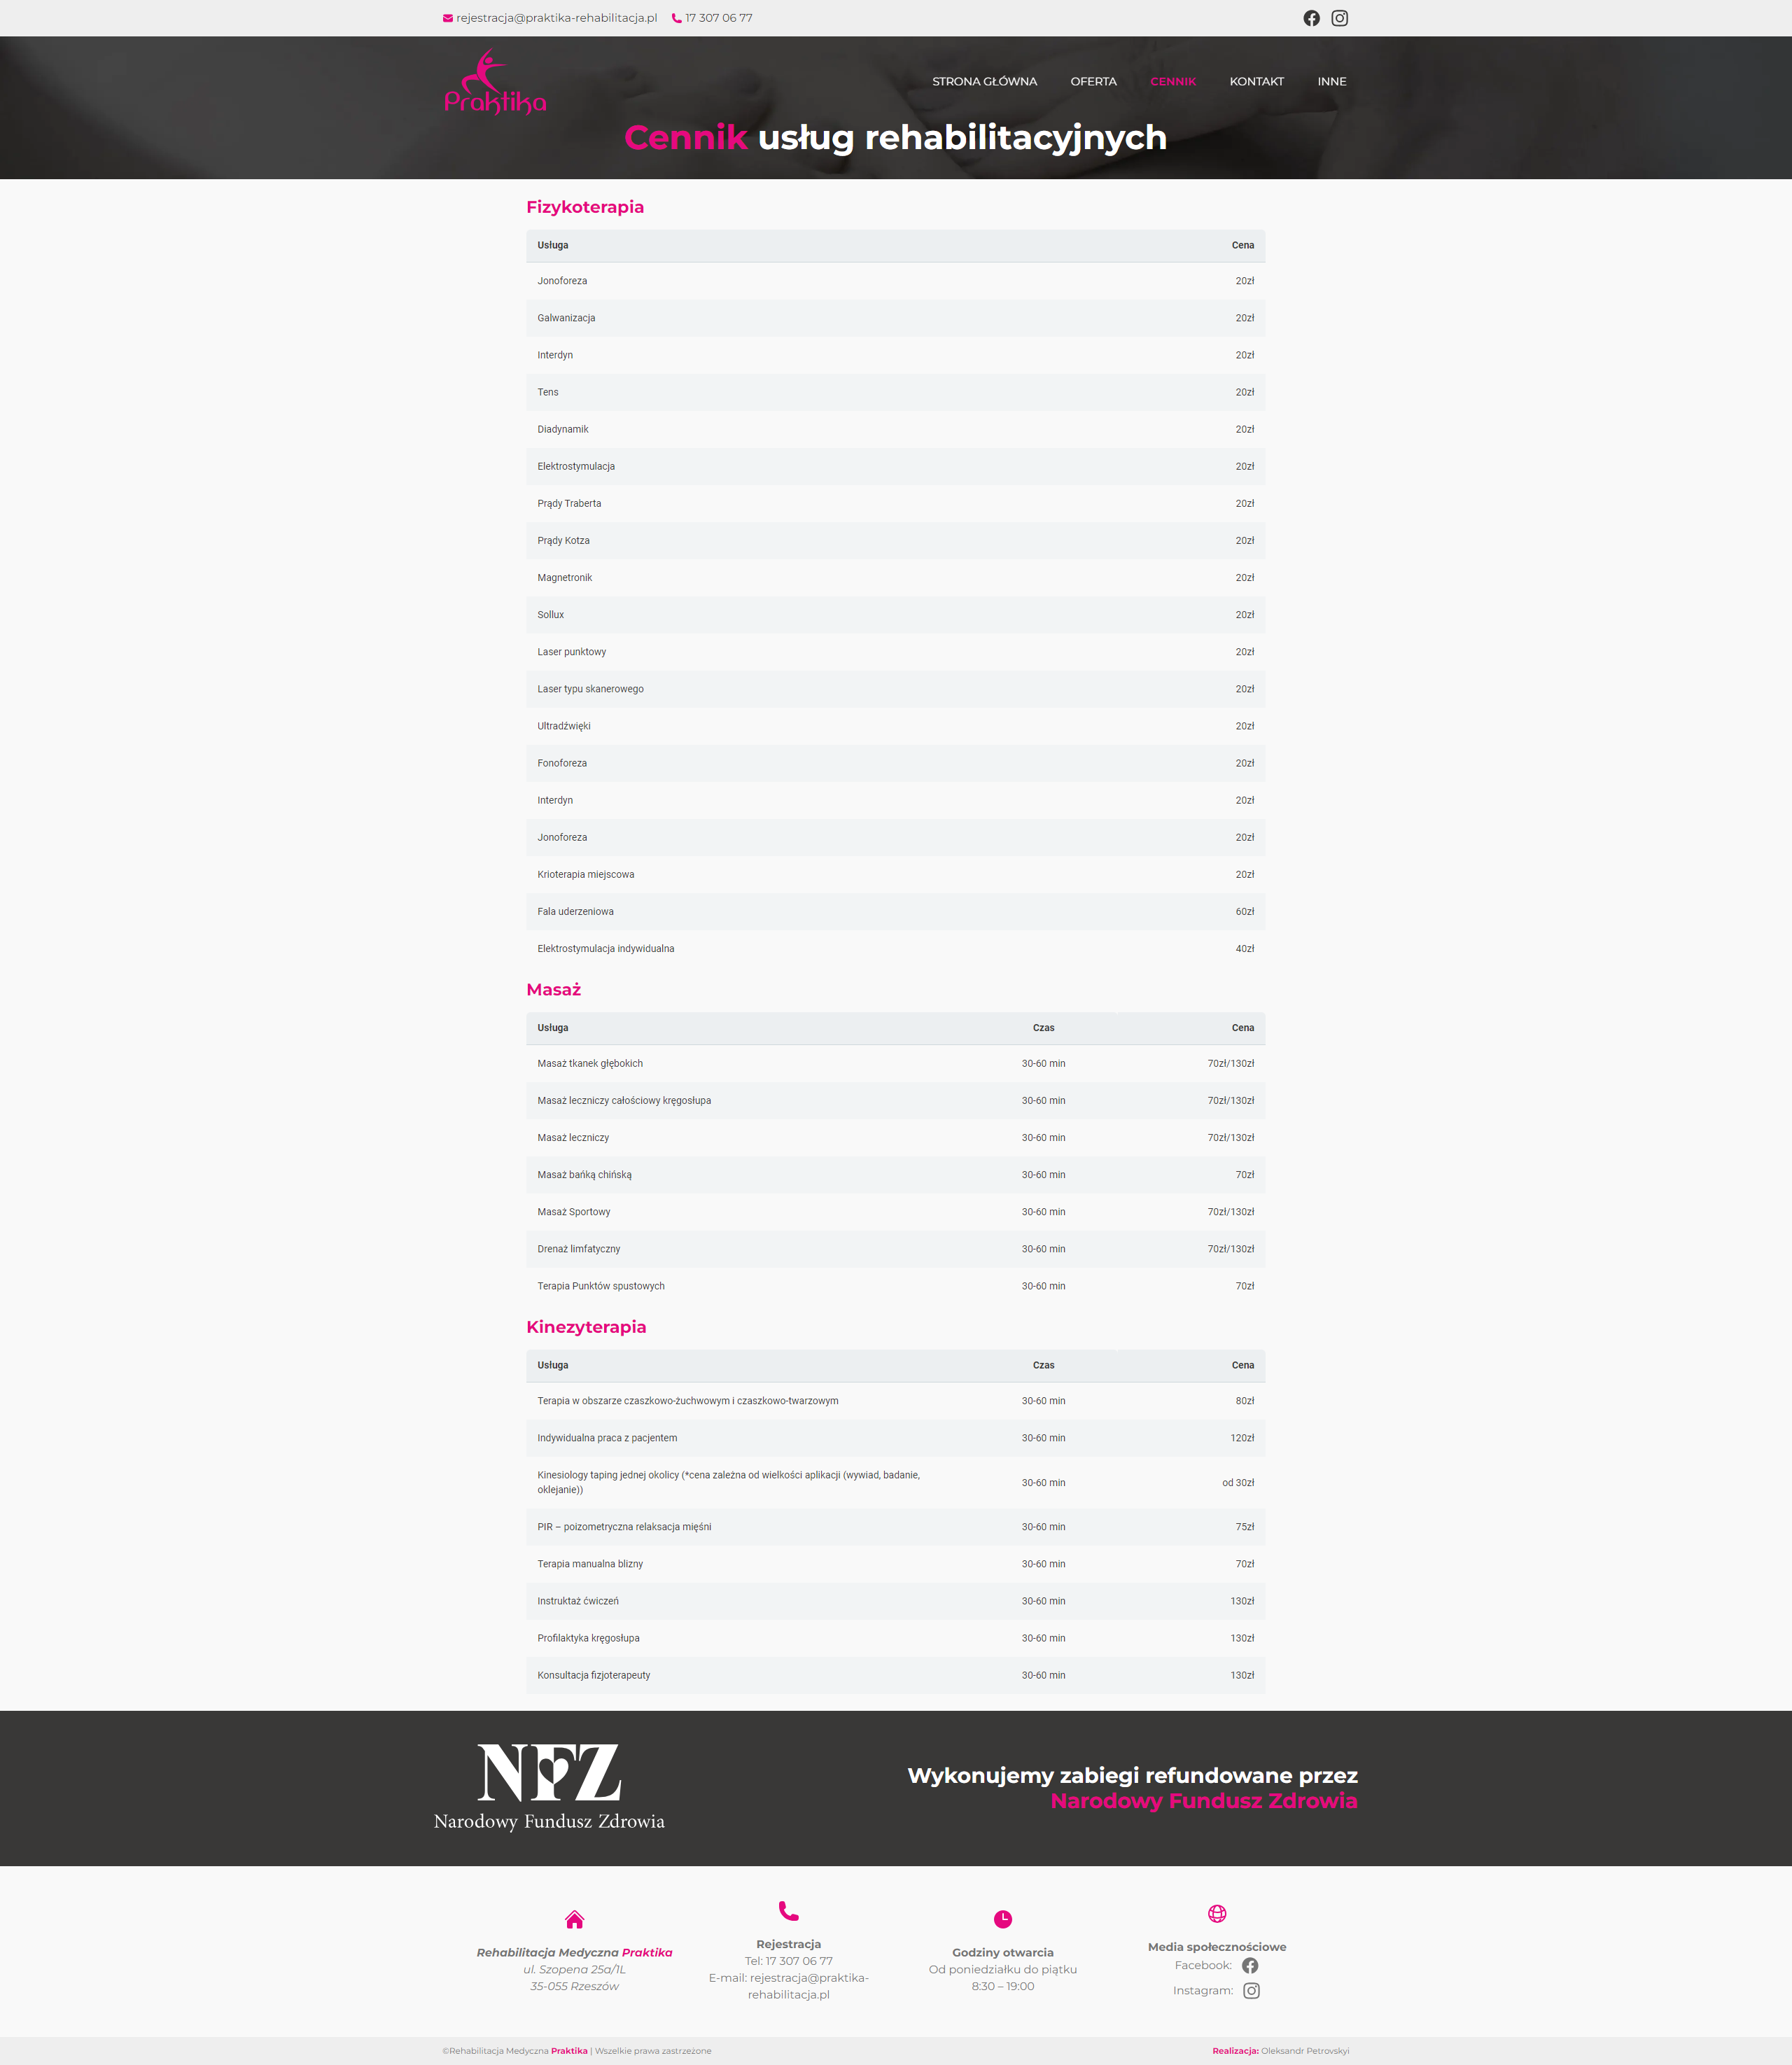 rejestracja@praktika-rehabilitacja.pl 17 307 06 77
Praktika
STRONA GŁÓWNA OFERTA CENNIK KONTAKT INNE
Cennik usług rehabilitacyjnych
Fizykoterapia
Usługa Cena
Jonoforeza 20zł
Galwanizacja 20zł
Interdyn 20zł
Tens 20zł
Diadynamik 20zł
Elektrostymulacja 20zł
Prądy Traberta 20zł
Prądy Kotza 20zł
Magnetronik 20zł
Sollux 20zł
Laser punktowy 20zł
Laser typu skanerowego 20zł
Ultradźwięki 20zł
Fonoforeza 20zł
Interdyn 20zł
Jonoforeza 20zł
Krioterapia miejscowa 20zł
Fala uderzeniowa 60zł
Elektrostymulacja indywidualna 40zł
Masaż
Usługa Czas Cena
Masaż tkanek głębokich 30-60 min 70zł/130zł
Masaż leczniczy całościowy kręgosłupa 30-60 min 70zł/130zł
Masaż leczniczy 30-60 min 70zł/130zł
Masaż bańką chińską 30-60 min 70zł
Masaż Sportowy 30-60 min 70zł/130zł
Drenaż limfatyczny 30-60 min 70zł/130zł
Terapia Punktów spustowych 30-60 min 70zł
Kinezyterapia
Usługa Czas Cena
Terapia w obszarze czaszkowo-żuchwowym i czaszkowo-twarzowym 30-60 min 80zł
Indywidualna praca z pacjentem 30-60 min 120zł
Kinesiology taping jednej okolicy (*cena zależna od wielkości aplikacji (wywiad, badanie,
oklejanie)) 30-60 min od 30zł
PIR – poizometryczna relaksacja mięśni 30-60 min 75zł
Terapia manualna blizny 30-60 min 70zł
Instruktaż ćwiczeń 30-60 min 130zł
Profilaktyka kręgosłupa 30-60 min 130zł
Konsultacja fizjoterapeuty 30-60 min 130zł
NFZ
Narodowy Fundusz Zdrowia
Wykonujemy zabiegi refundowane przez
Narodowy Fundusz Zdrowia
Rehabilitacja Medyczna Praktika
ul. Szopena 25a/1L
35-055 Rzeszów
Rejestracja
Tel: 17 307 06 77
E-mail: rejestracja@praktika-
rehabilitacja.pl
Godziny otwarcia
Od poniedziałku do piątku
8:30 – 19:00
Media społecznościowe
Facebook:
Instagram:
©Rehabilitacja Medyczna Praktika | Wszelkie prawa zastrzeżone
Realizacja: Oleksandr Petrovskyi